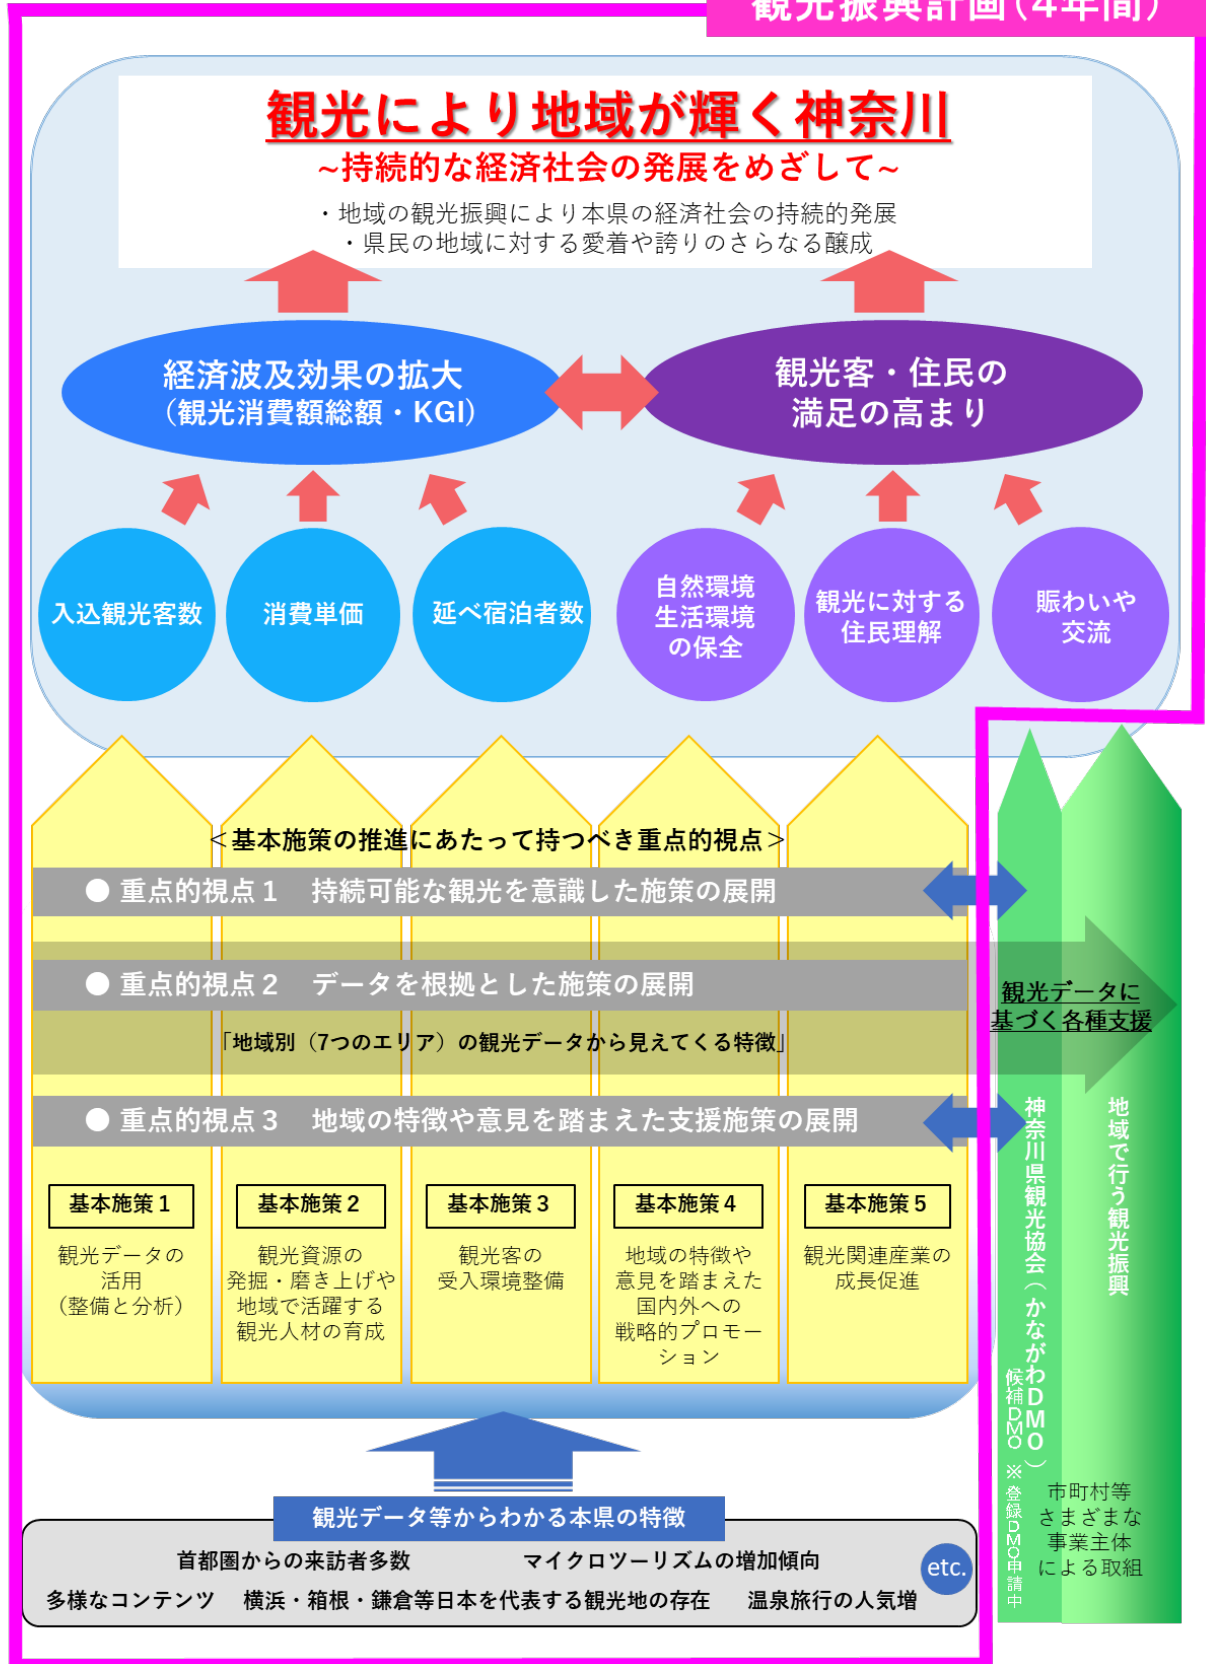 観光振興計画（4年間）
観光により地域が輝く神奈川
~持続的な経済社会の発展をめざして~
・地域の観光振興により本県の経済社会の持続的発展
・県民の地域に対する愛着や誇りのさらなる醸成
経済波及効果の拡大
（観光消費額総額・KGI）
観光客・住民の
満足の高まり
入込観光客数
消費単価
延べ宿泊者数
自然環境
生活環境
の保全
観光に対する
住民理解
賑わいや
交流
＜基本施策の推進にあたって持つべき重点的視点＞
● 重点的視点１　持続可能な観光を意識した施策の展開
● 重点的視点２　データを根拠とした施策の展開
「地域別（7つのエリア）の観光データから見えてくる特徴」
● 重点的視点３　地域の特徴や意見を踏まえた支援施策の展開
観光データに
基づく各種支援
基本施策１
観光データの
活用
（整備と分析）
基本施策２
観光資源の
発掘・磨き上げや
地域で活躍する
観光人材の育成
基本施策３
観光客の
受入環境整備
基本施策４
地域の特徴や
意見を踏まえた
国内外への
戦略的プロモー
ション
基本施策５
観光関連産業の
成長促進
地域で行う観光振興
神奈川県観光協会（かながわDMO）
候補DMO ※登録DMO申請中
市町村等
さまざまな
事業主体
による取組
観光データ等からわかる本県の特徴
首都圏からの来訪者多数
マイクロツーリズムの増加傾向
多様なコンテンツ
横浜・箱根・鎌倉等日本を代表する観光地の存在
温泉旅行の人気増
etc.